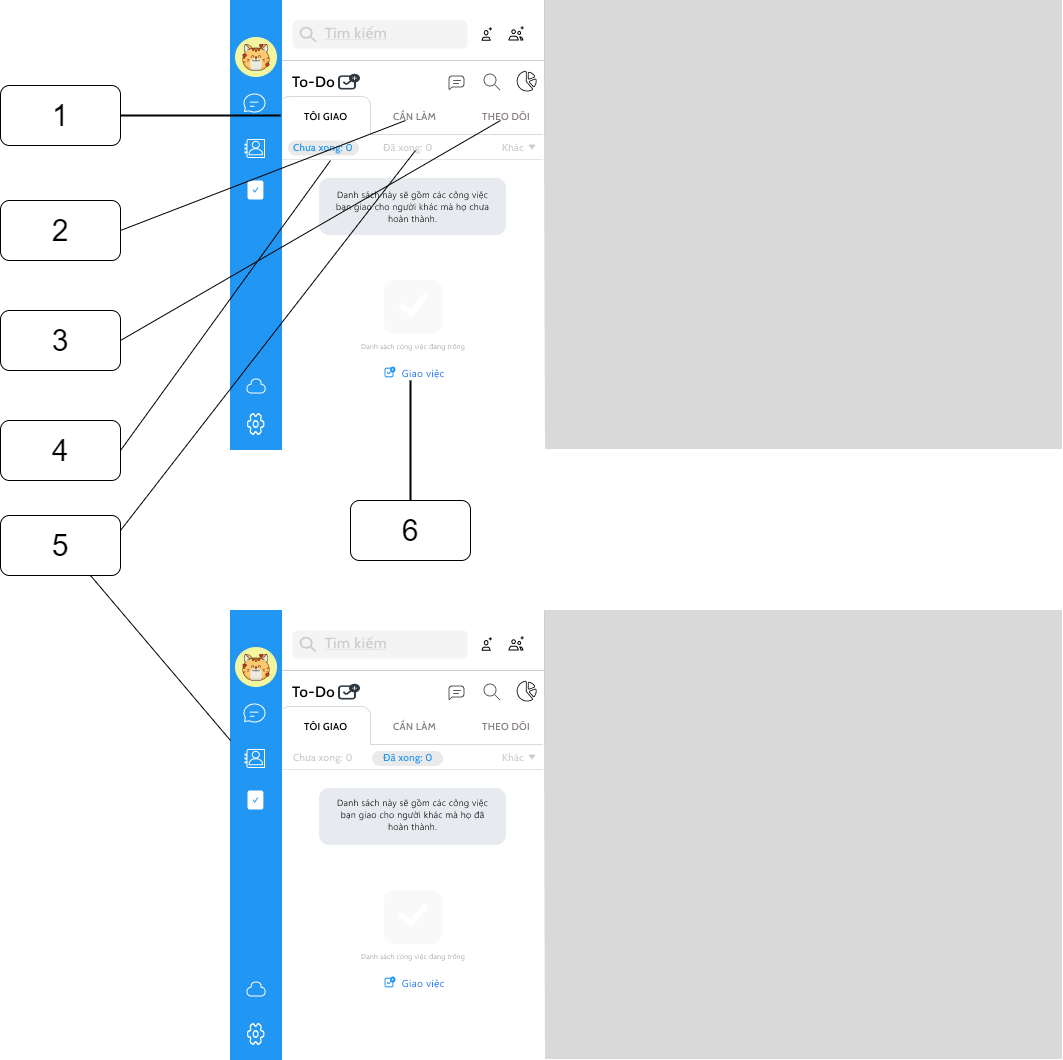 Tìm kiếm
To-Do
1
TÔI GIAO
CẦN LÀM
THEO DÕI
Chưa xong: 0
Đã xong: 0
Khác
Danh sách này sẽ gồm các công việc
bạn giao cho người khác mà họ chưa
hoàn thành.
2
3
Danh sách công việc đang trống
Giao việc
4
5
6
Tìm kiếm
To-Do
TÔI GIAO
CẦN LÀM
THEO DÕI
Chưa xong: 0
Đã xong: 0
Khác
Danh sách này sẽ gồm các công việc
bạn giao cho người khác mà họ đã
hoàn thành.
Danh sách công việc đang trống
Giao việc